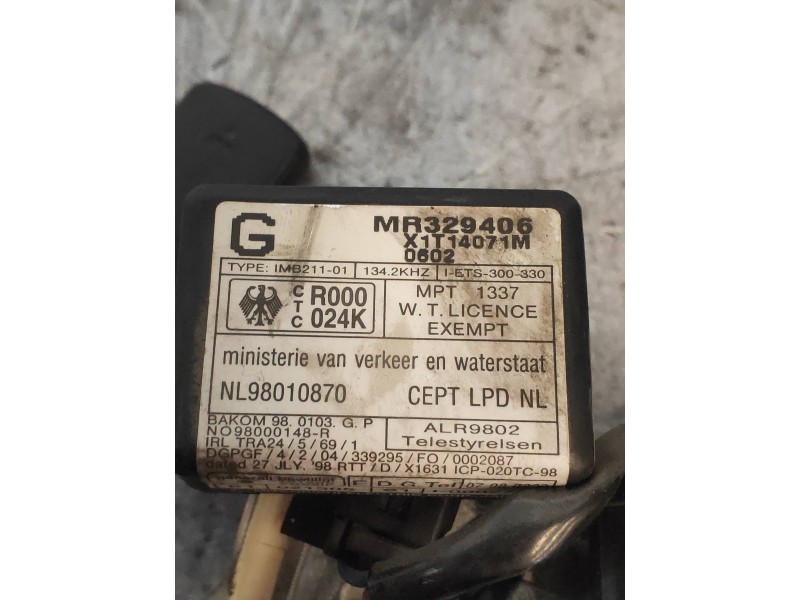 G
MR329406
X1T14071M
0602
TYPE: IMB211-01 134.2KHZ I-ETS-300-330
CTC R000 024K
MPT 1337
W. T. LICENCE
EXEMPT
ministerie van verkeer en waterstaat
NL98010870 CEPT LPD NL
BAKOM 98. 0103. G. P
NO98000148-R
IRL TRA24/5/69/1
ALR9802
Telestyrelsen
DGPGF/4/2/04/339295/FO/0002087
dated 27 JLY. '98 RTT/D/X1631 ICP-020TC-98
F D G Tel